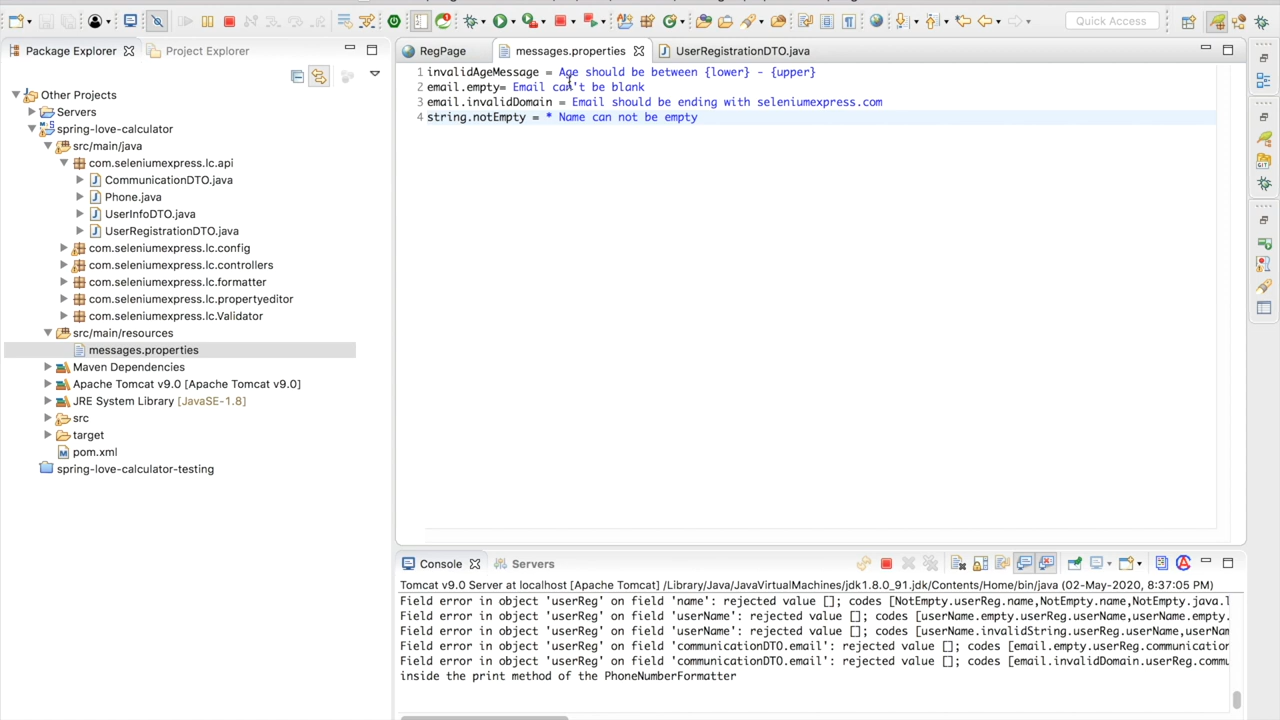 Quick Access
Package Explorer
Project Explorer
RegPage
messages.properties
UserRegistrationDTO.java
Other Projects
Servers
spring-love-calculator
src/main/java
com.seleniumexpress.lc.api
CommunicationDTO.java
Phone.java
UserInfoDTO.java
UserRegistrationDTO.java
com.seleniumexpress.lc.config
com.seleniumexpress.lc.controllers
com.seleniumexpress.lc.formatter
com.seleniumexpress.lc.propertyeditor
com.seleniumexpress.lc.Validator
src/main/resources
messages.properties
Maven Dependencies
Apache Tomcat v9.0 [Apache Tomcat v9.0]
JRE System Library [JavaSE-1.8]
src
target
pom.xml
spring-love-calculator-testing
1 invalidAgeMessage = Age should be between {lower} - {upper}
2 email.empty= Email can't be blank
3 email.invalidDomain = Email should be ending with seleniumexpress.com
4 string.notEmpty = * Name can not be empty
Console
Servers
Tomcat v9.0 Server at localhost [Apache Tomcat] /Library/Java/JavaVirtualMachines/jdk1.8.0_91.jdk/Contents/Home/bin/java (02-May-2020, 8:37:05 PM)
Field error in object 'userReg' on field 'name': rejected value []; codes [NotEmpty.userReg.name,NotEmpty.name,NotEmpty.java.l
Field error in object 'userReg' on field 'userName': rejected value []; codes [userName.empty.userReg.userName,userName.empty.
Field error in object 'userReg' on field 'userName': rejected value []; codes [userName.invalidString.userReg.userName,userNam
Field error in object 'userReg' on field 'communicationDTO.email': rejected value []; codes [email.empty.userReg.communication
Field error in object 'userReg' on field 'communicationDTO.email': rejected value []; codes [email.invalidDomain.userReg.commu
inside the print method of the PhoneNumberFormatter